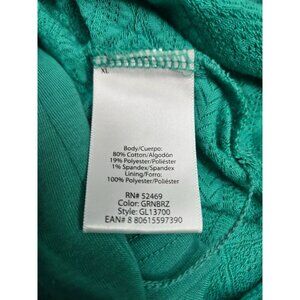 XL
Body/Cuerpo:
80% Cotton/Algodón
19% Polyester/Poliéster
1% Spandex/Spandex
Lining/Forro:
100% Polyester/Poliéster
RN# 52469
Color: GRNBRZ
Style: GL13700
EAN# 8 80615597390